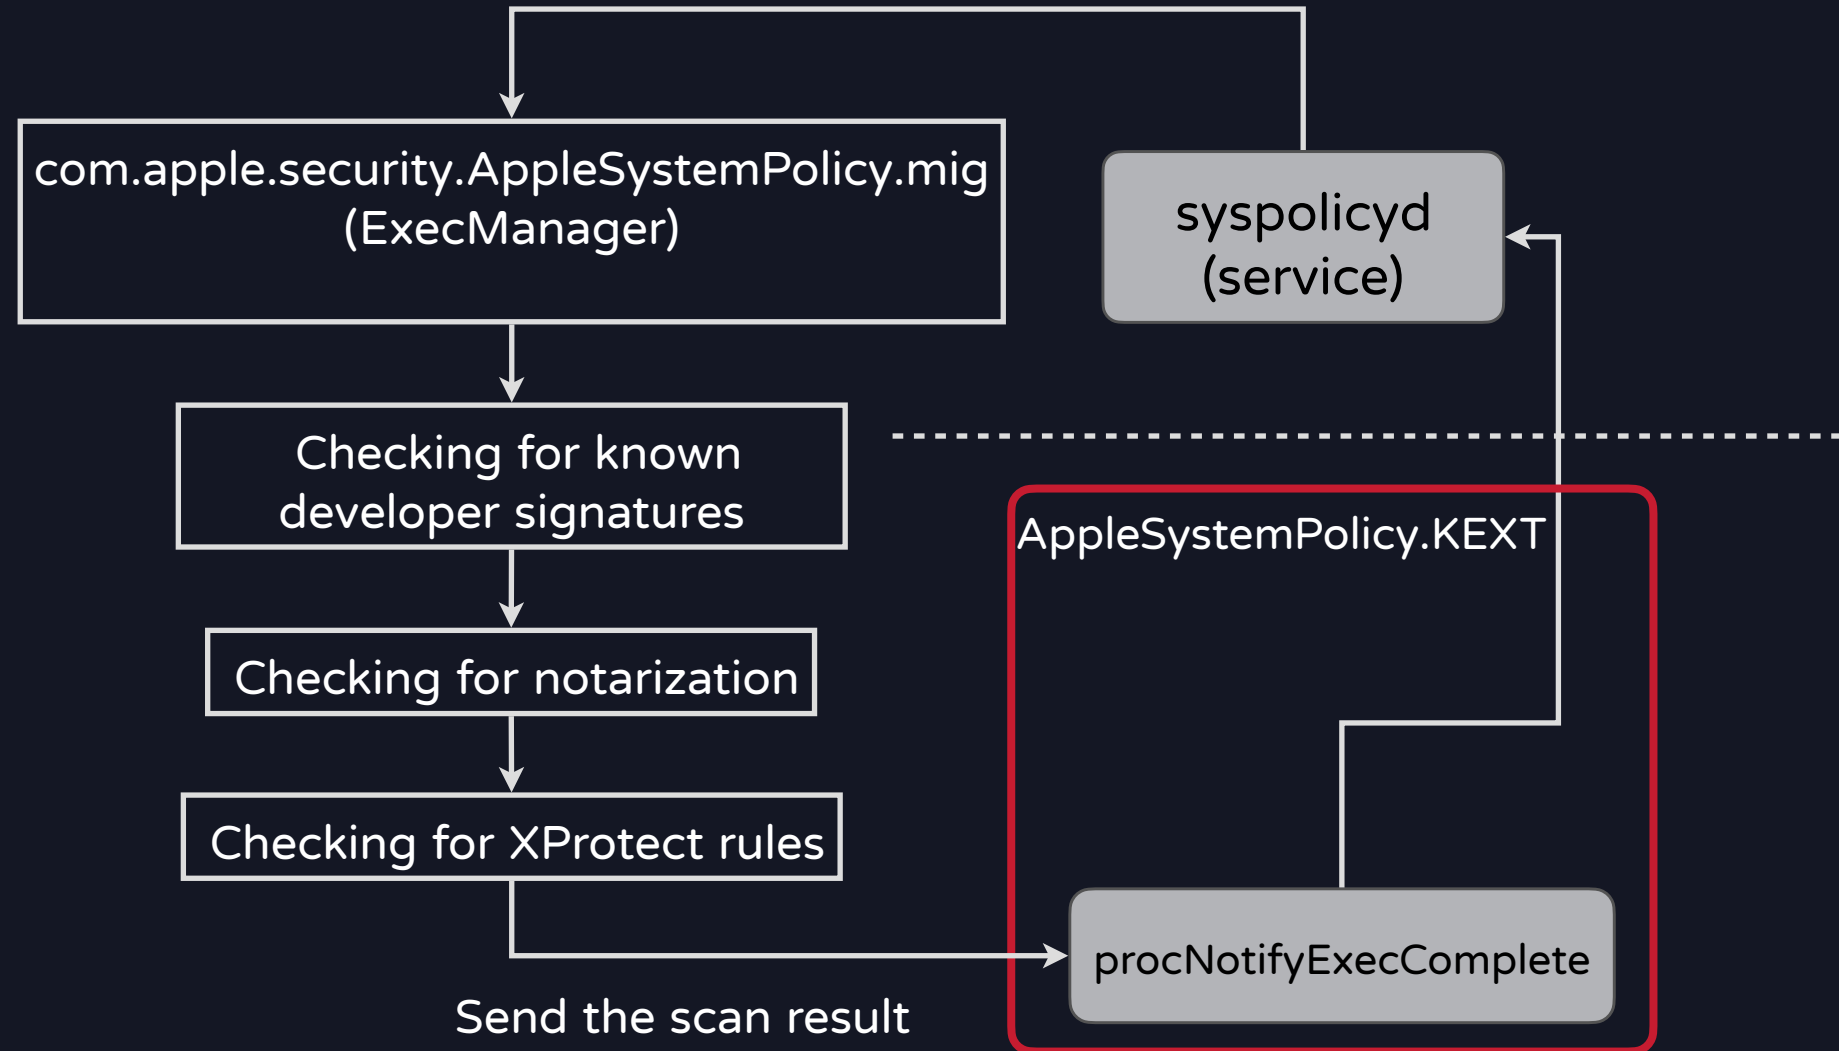 com.apple.security.AppleSystemPolicy.mig
(ExecManager)
syspolicyd
(service)
Checking for known
developer signatures
AppleSystemPolicy.KEXT
Checking for notarization
Checking for XProtect rules
procNotifyExecComplete
Send the scan result